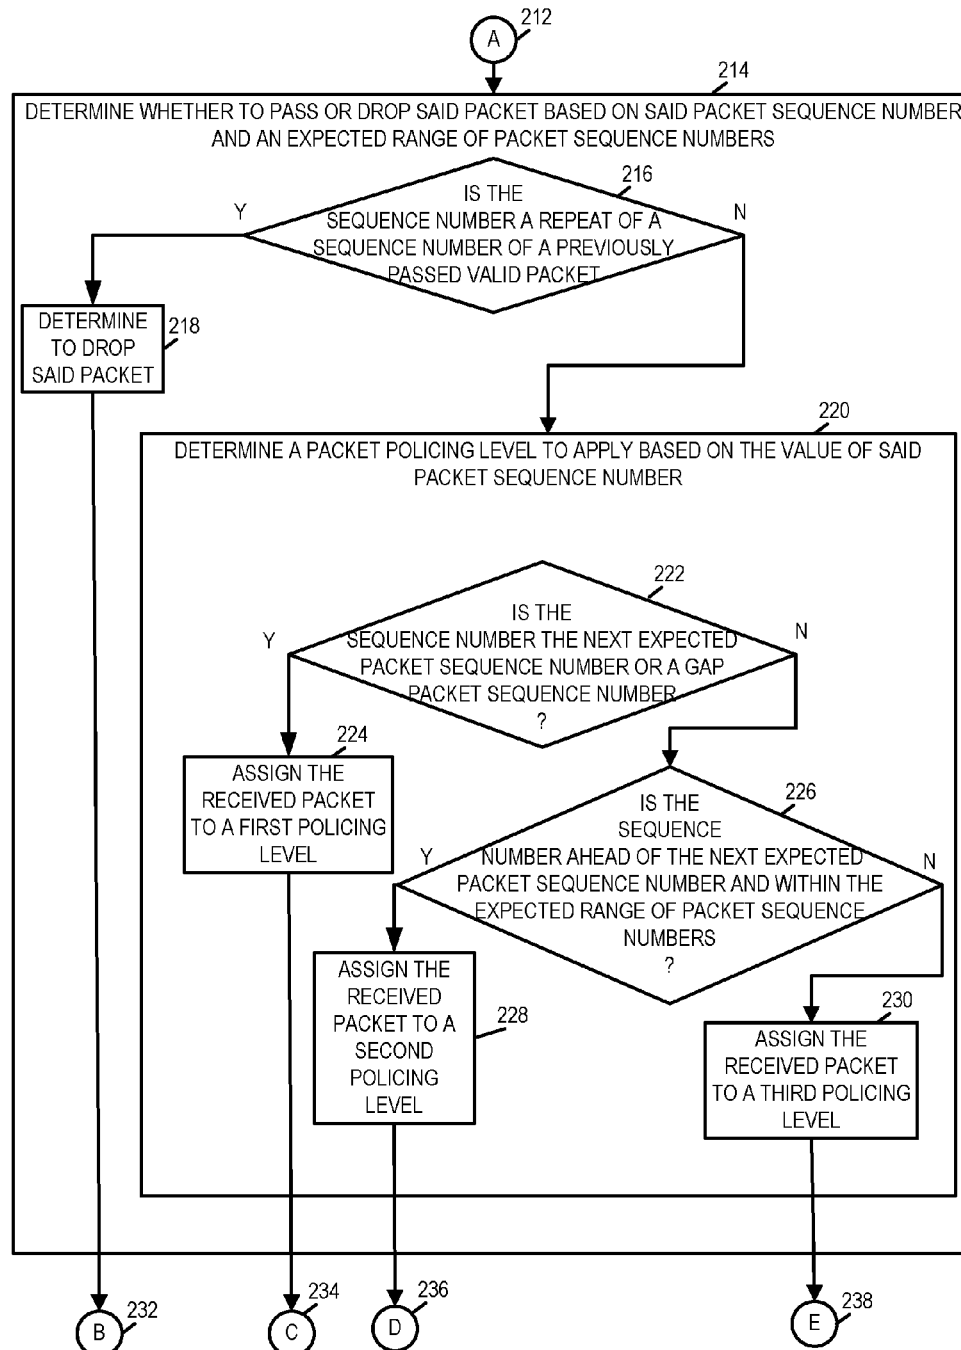 A
212
214
DETERMINE WHETHER TO PASS OR DROP SAID PACKET BASED ON SAID PACKET SEQUENCE NUMBER
AND AN EXPECTED RANGE OF PACKET SEQUENCE NUMBERS
216
Y
N
IS THE
SEQUENCE NUMBER A REPEAT OF A
SEQUENCE NUMBER OF A PREVIOUSLY
PASSED VALID PACKET
DETERMINE
TO DROP
SAID PACKET
218
220
DETERMINE A PACKET POLICING LEVEL TO APPLY BASED ON THE VALUE OF SAID
PACKET SEQUENCE NUMBER
222
Y
N
IS THE
SEQUENCE NUMBER THE NEXT EXPECTED
PACKET SEQUENCE NUMBER OR A GAP
PACKET SEQUENCE NUMBER
?
224
ASSIGN THE
RECEIVED PACKET
TO A FIRST POLICING
LEVEL
226
Y
N
IS THE
SEQUENCE
NUMBER AHEAD OF THE NEXT EXPECTED
PACKET SEQUENCE NUMBER AND WITHIN THE
EXPECTED RANGE OF PACKET SEQUENCE
NUMBERS
?
ASSIGN THE
RECEIVED
PACKET TO A
SECOND
POLICING
LEVEL
228
230
ASSIGN THE
RECEIVED PACKET
TO A THIRD POLICING
LEVEL
B
232
C
234
D
236
E
238